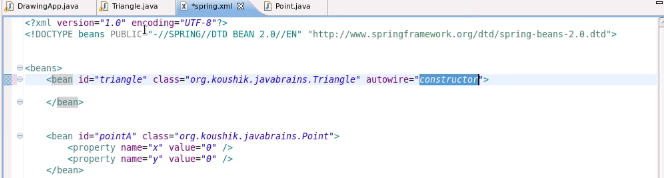 DrawingApp.java Triangle.java *spring.xml Point.java
<?xml version="1.0" encoding="UTF-8"?>
<!DOCTYPE beans PUBLIC "-//SPRING//DTD BEAN 2.0//EN" "http://www.springframework.org/dtd/spring-beans-2.0.dtd">
<beans>
<bean id="triangle" class="org.koushik.javabrains.Triangle" autowire="constructor">
</bean>
<bean id="pointA" class="org.koushik.javabrains.Point">
<property name="x" value="0" />
<property name="y" value="0" />
</bean>